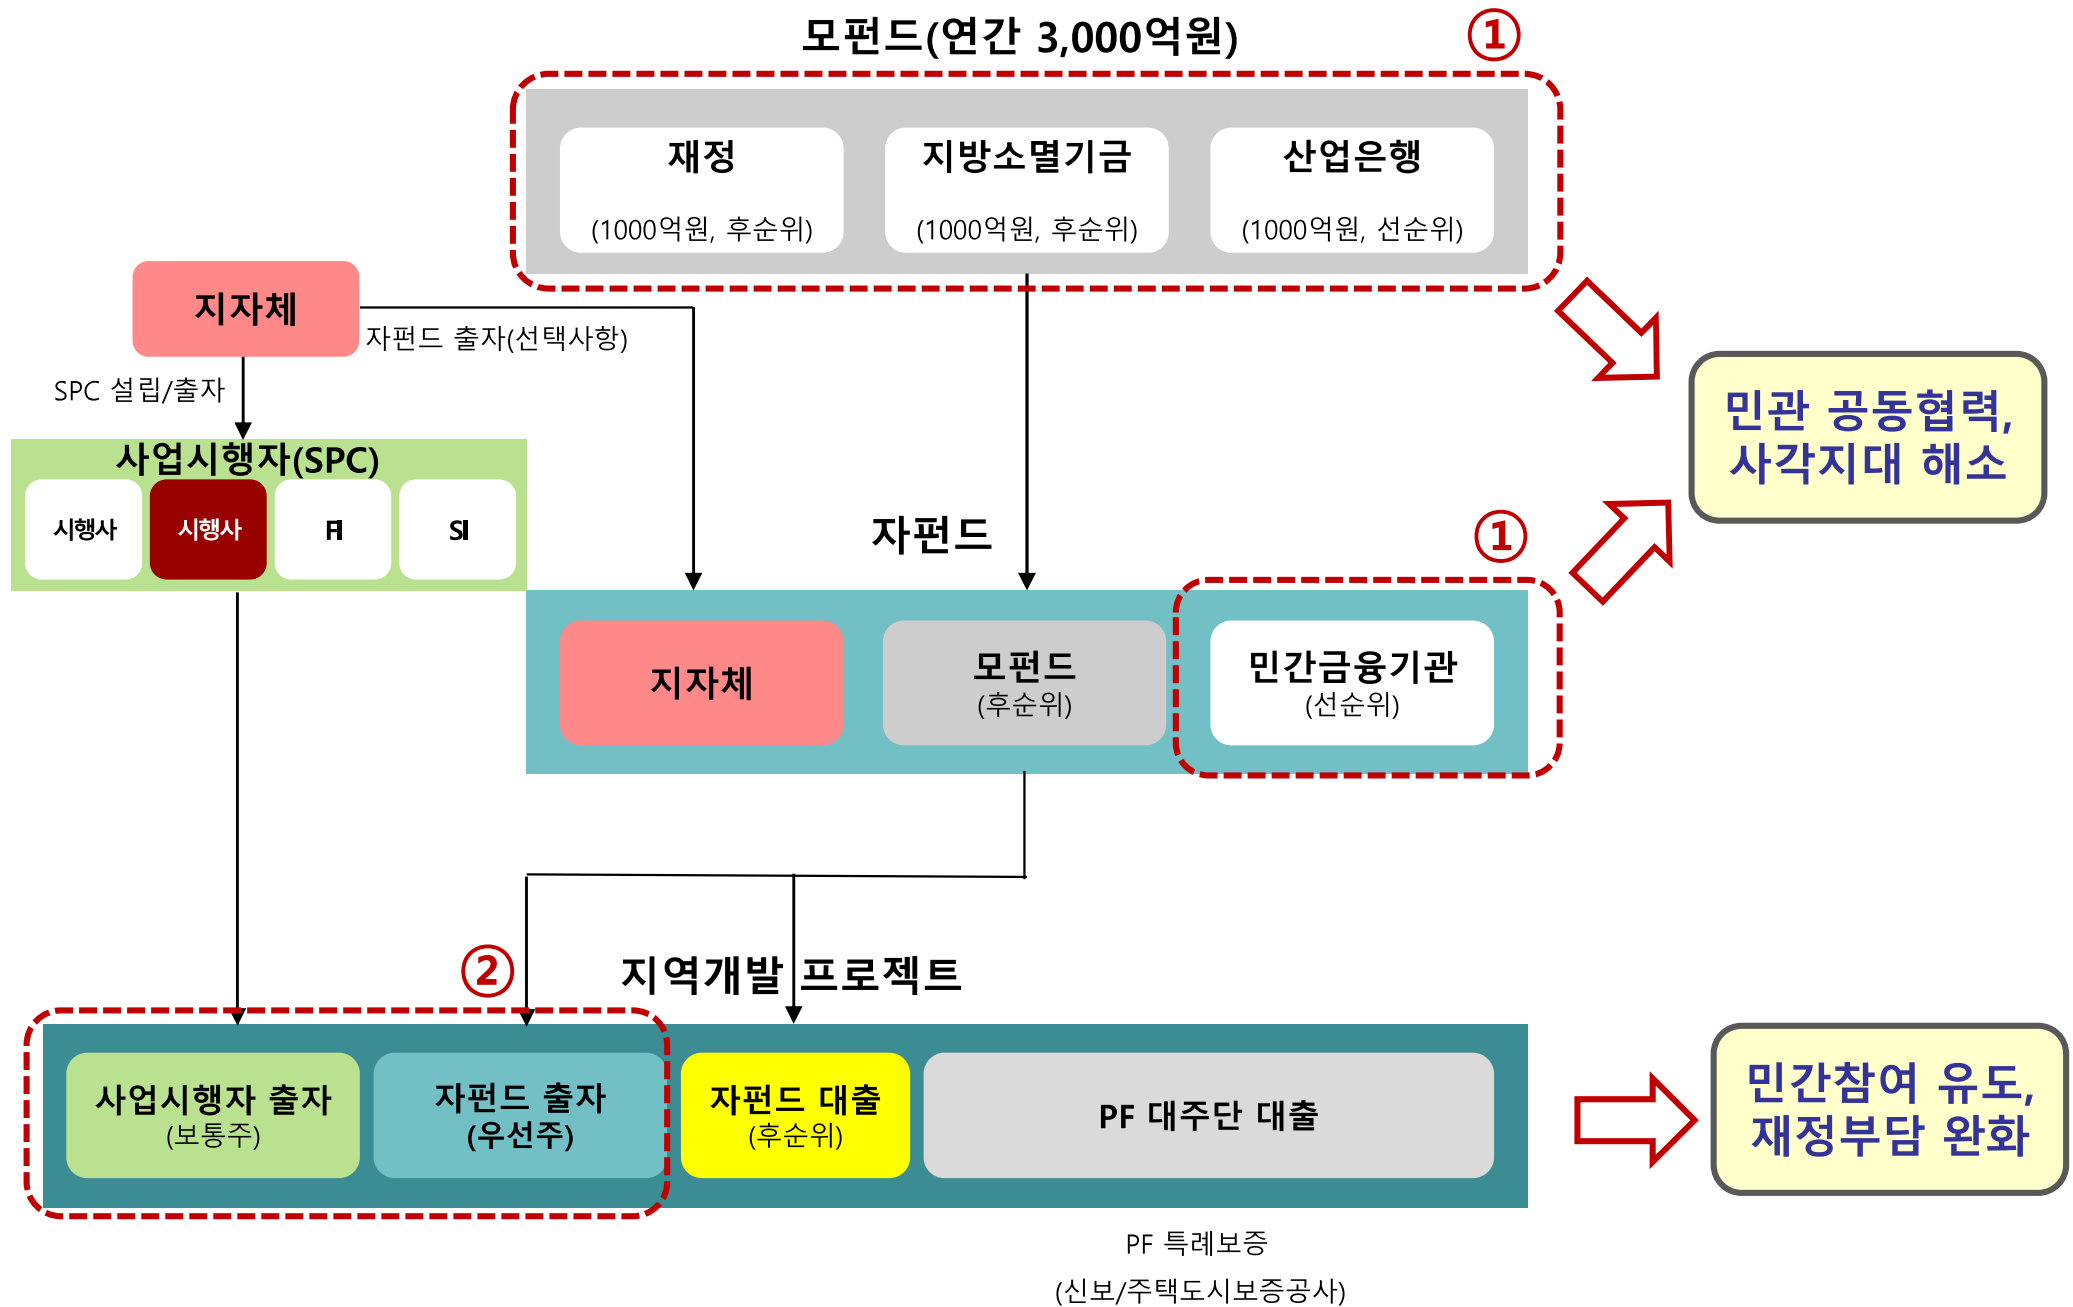 모펀드(연간 3,000억원)
①
재정
(1000억원, 후순위)
지방소멸기금
(1000억원, 후순위)
산업은행
(1000억원, 선순위)
지자체
자펀드 출자(선택사항)
SPC 설립/출자
민관 공동협력,
사각지대 해소
사업시행자(SPC)
시행사
시행사
FI
SI
자펀드
①
지자체
모펀드
(후순위)
민간금융기관
(선순위)
②
지역개발 프로젝트
사업시행자 출자
(보통주)
자펀드 출자
(우선주)
자펀드 대출
(후순위)
PF 대주단 대출
민간참여 유도,
재정부담 완화
PF 특례보증
(신보/주택도시보증공사)